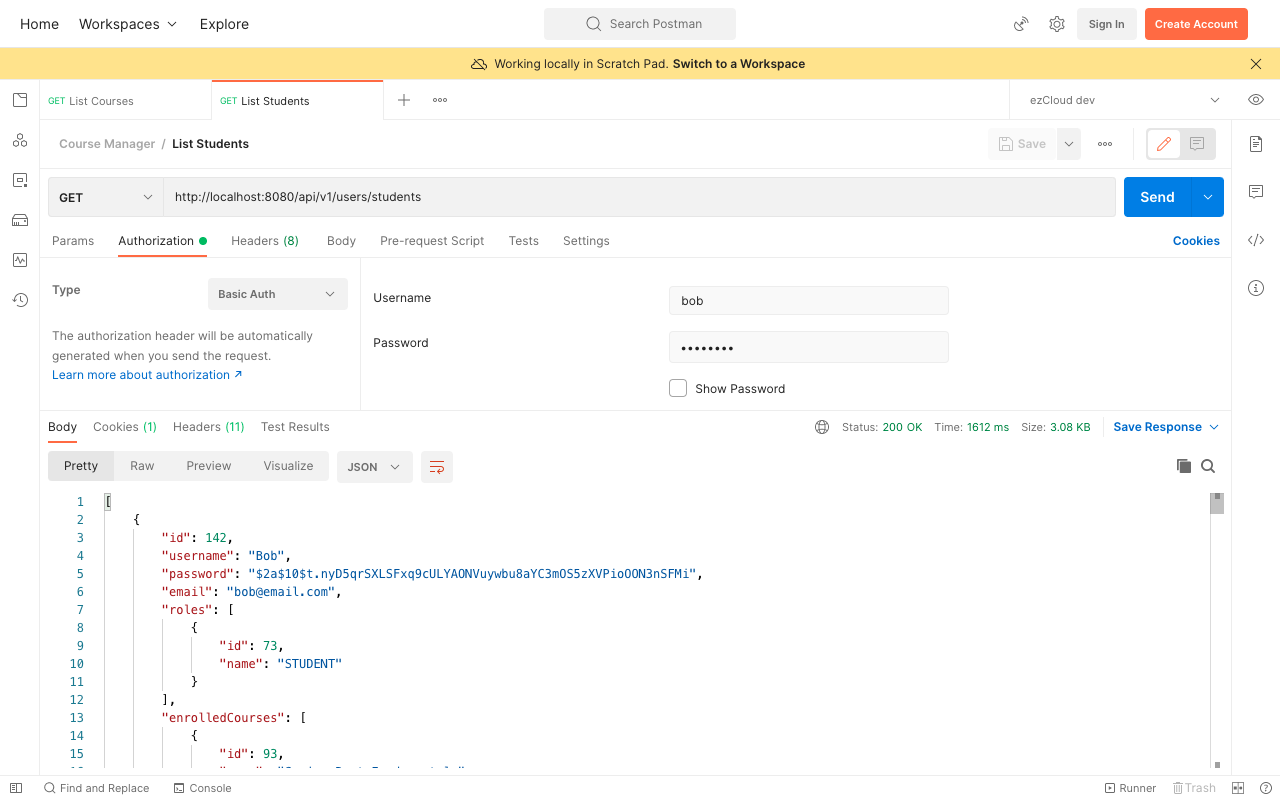 Home Workspaces Explore Search Postman Sign In Create Account
Working locally in Scratch Pad. Switch to a Workspace
GET List Courses GET List Students ezCloud dev
Course Manager / List Students Save
GET http://localhost:8080/api/v1/users/students Send
Params Authorization Headers (8) Body Pre-request Script Tests Settings Cookies
Type Basic Auth
The authorization header will be automatically
generated when you send the request.
Learn more about authorization ↗
Username bob
Password ••••••••
Show Password
Body Cookies (1) Headers (11) Test Results Status: 200 OK Time: 1612 ms Size: 3.08 KB Save Response
Pretty Raw Preview Visualize JSON
1 [
2 {
3 "id": 142,
4 "username": "Bob",
5 "password": "$2a$10$t.nyD5qrSXLSFxq9cULYAONVuywbu8aYC3mOS5zXVPioOON3nSFMi",
6 "email": "bob@email.com",
7 "roles": [
8 {
9 "id": 73,
10 "name": "STUDENT"
11 }
12 ],
13 "enrolledCourses": [
14 {
15 "id": 93,
Find and Replace Console Runner Trash